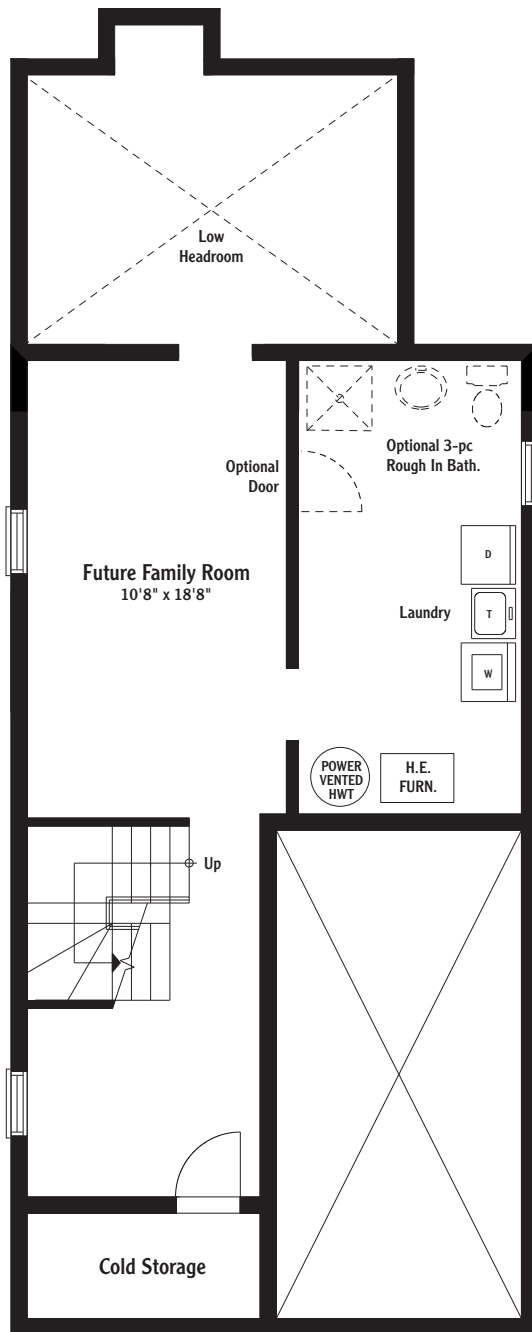 Low
Headroom
Optional 3-pc
Rough In Bath.
Optional
Door
D
Future Family Room
10'8" x 18'8"
Laundry
T
W
POWER
VENTED
HWT
H.E.
FURN.
Up
Cold Storage